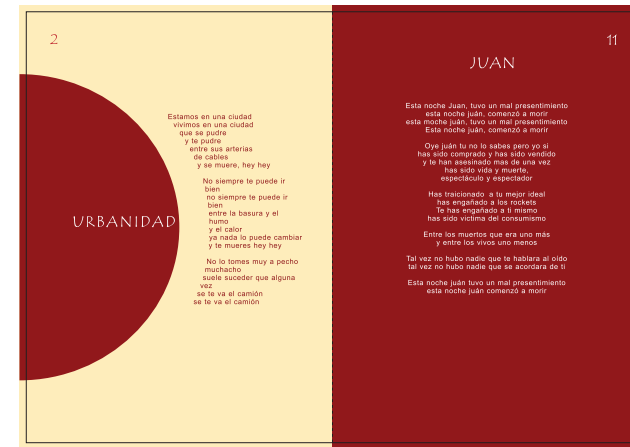 2
URBANIDAD
Estamos en una ciudad
vivimos en una ciudad
que se pudre
y te pudre
entre sus arterias
de cables
y se muere, hey hey
No siempre te puede ir
bien
no siempre te puede ir
bien
entre la basura y el
humo
y el calor
ya nada lo puede cambiar
y te mueres hey hey
No lo tomes muy a pecho
muchacho
suele suceder que alguna
vez
se te va el camión
se te va el camión
11
JUAN
Esta noche Juan, tuvo un mal presentimiento
esta noche juán, comenzó a morir
esta moche juán, tuvo un mal presentimiento
Esta noche juán, comenzó a morir
Oye juán tu no lo sabes pero yo si
has sido comprado y has sido vendido
y te han asesinado mas de una vez
has sido vida y muerte,
espectáculo y espectador
Has traicionado a tu mejor ideal
has engañado a los rockets
Te has engañado a ti mismo
has sido victima del consumismo
Entre los muertos que era uno más
y entre los vivos uno menos
Tal vez no hubo nadie que te hablara al oído
tal vez no hubo nadie que se acordara de ti
Esta noche juán tuvo un mal presentimiento
esta noche juán comenzó a morir